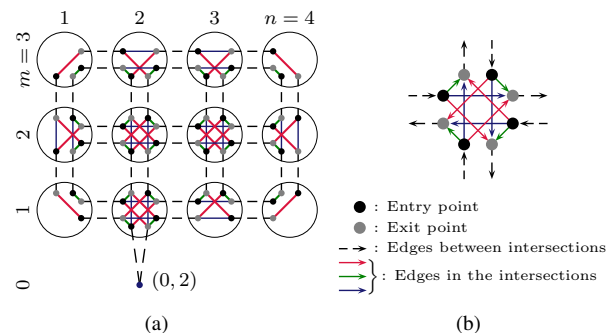 1 2 3 n = 4
m = 3
2
1
0
(0, 2)
(a)
: Entry point
: Exit point
: Edges between intersections
: Edges in the intersections
(b)